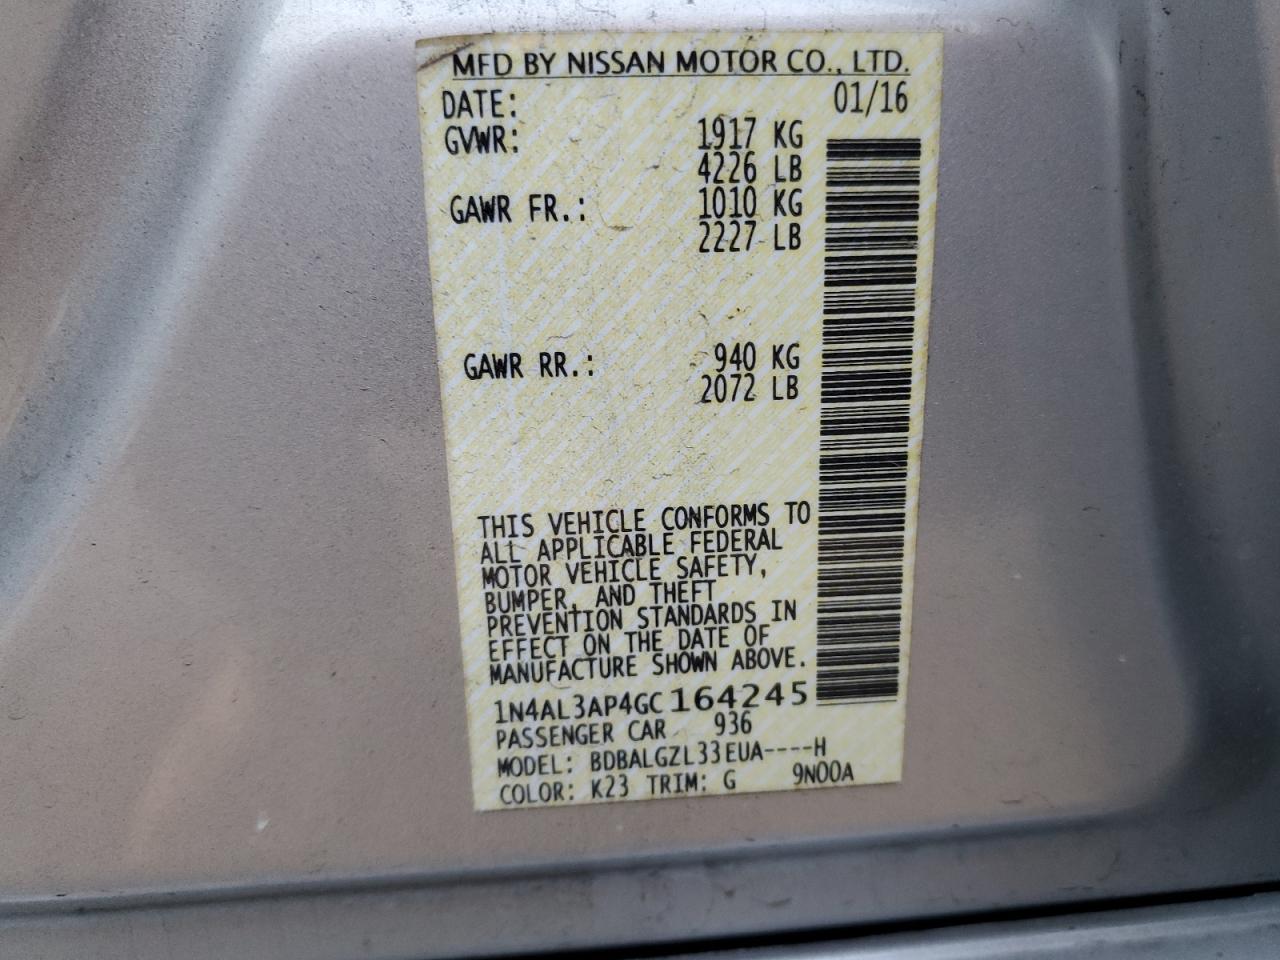 MFD BY NISSAN MOTOR CO., LTD.
DATE: 01/16
GVWR: 1917 KG
4226 LB
GAWR FR.: 1010 KG
2227 LB
GAWR RR.: 940 KG
2072 LB
THIS VEHICLE CONFORMS TO
ALL APPLICABLE FEDERAL
MOTOR VEHICLE SAFETY,
BUMPER, AND THEFT
PREVENTION STANDARDS IN
EFFECT ON THE DATE OF
MANUFACTURE SHOWN ABOVE.
1N4AL3AP4GC164245
PASSENGER CAR 936
MODEL: BDBALGZL33EUA----H
COLOR: K23 TRIM: G 9N00A